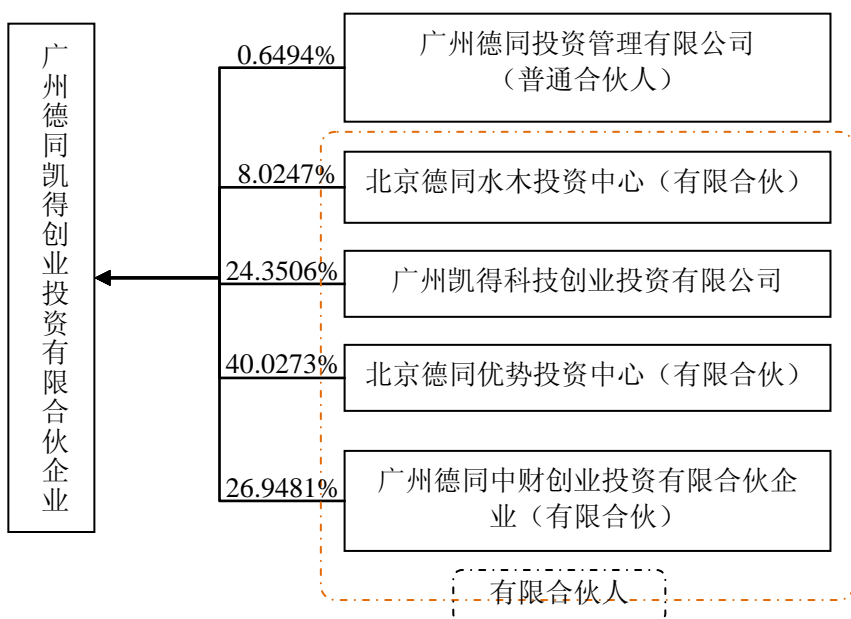 广州德同凯得创业投资有限合伙企业
0.6494%
广州德同投资管理有限公司
（普通合伙人）
8.0247%
北京德同水木投资中心（有限合伙）
24.3506%
广州凯得科技创业投资有限公司
40.0273%
北京德同优势投资中心（有限合伙）
26.9481%
广州德同中财创业投资有限合伙企
业（有限合伙）
有限合伙人